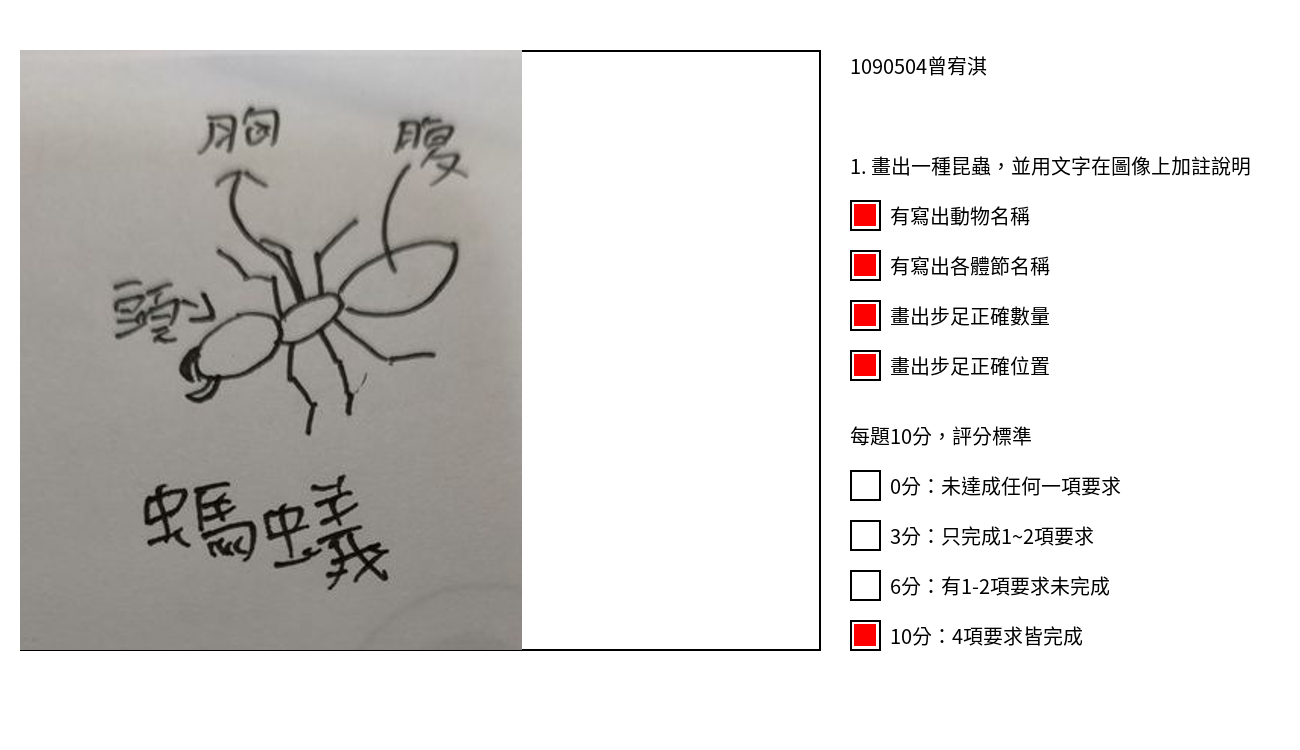 胸
腹
頭
螞蟻
1090504曾宥淇
1. 畫出一種昆蟲，並用文字在圖像上加註說明
有寫出動物名稱
有寫出各體節名稱
畫出步足正確數量
畫出步足正確位置
每題10分，評分標準
0分：未達成任何一項要求
3分：只完成1~2項要求
6分：有1-2項要求未完成
10分：4項要求皆完成